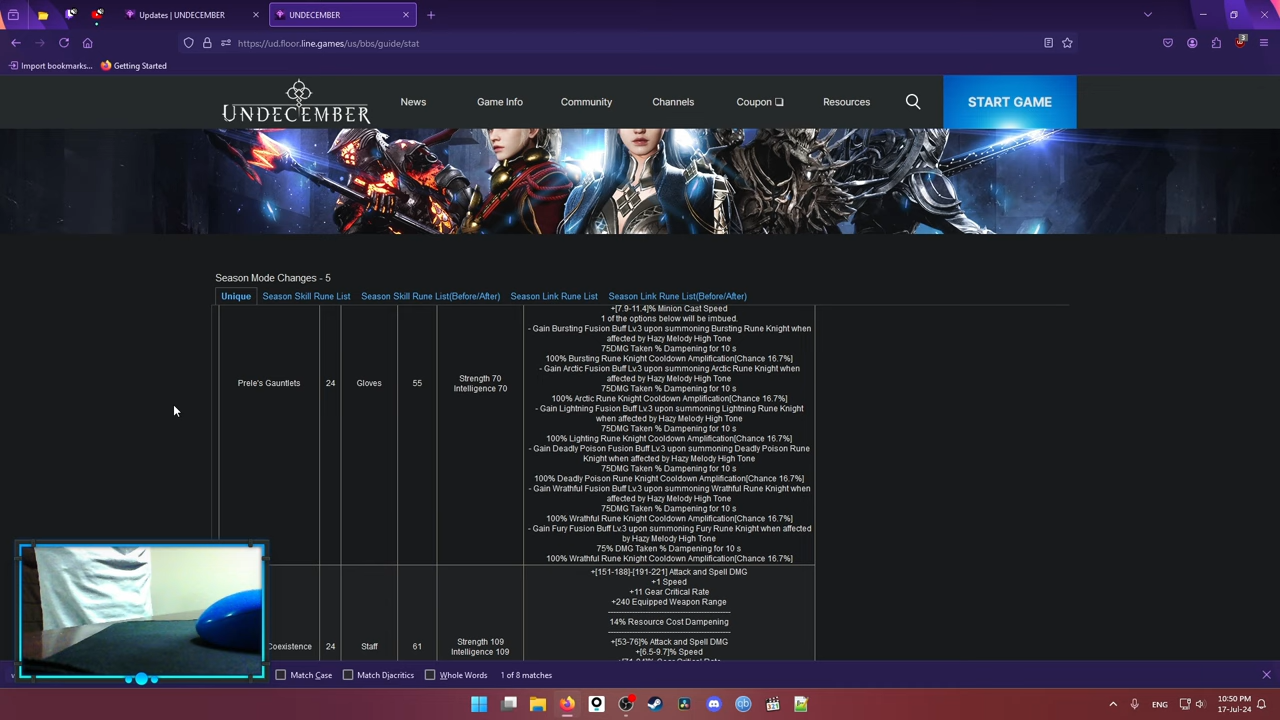 Updates | UNDECEMBER
UNDECEMBER
https://ud.floor.line.games/us/bbs/guide/stat
Import bookmarks...
Getting Started
UNDECEMBER
News
Game Info
Community
Channels
Coupon
Resources
START GAME
Season Mode Changes - 5
Unique
Season Skill Rune List
Season Skill Rune List(Before/After)
Season Link Rune List
Season Link Rune List(Before/After)
Prele's Gauntlets
24
Gloves
55
Strength 70
Intelligence 70
+[7.9-11.4]% Minion Cast Speed
1 of the options below will be imbued.
- Gain Bursting Fusion Buff Lv.3 upon summoning Bursting Rune Knight when
affected by Hazy Melody High Tone
75DMG Taken % Dampening for 10 s
100% Bursting Rune Knight Cooldown Amplification[Chance 16.7%]
- Gain Arctic Fusion Buff Lv.3 upon summoning Arctic Rune Knight when
affected by Hazy Melody High Tone
75DMG Taken % Dampening for 10 s
100% Arctic Rune Knight Cooldown Amplification[Chance 16.7%]
- Gain Lightning Fusion Buff Lv.3 upon summoning Lightning Rune Knight
when affected by Hazy Melody High Tone
75DMG Taken % Dampening for 10 s
100% Lighting Rune Knight Cooldown Amplification[Chance 16.7%]
- Gain Deadly Poison Fusion Buff Lv.3 upon summoning Deadly Poison Rune
Knight when affected by Hazy Melody High Tone
75DMG Taken % Dampening for 10 s
100% Deadly Poison Rune Knight Cooldown Amplification[Chance 16.7%]
- Gain Wrathful Fusion Buff Lv.3 upon summoning Wrathful Rune Knight when
affected by Hazy Melody High Tone
75DMG Taken % Dampening for 10 s
100% Wrathful Rune Knight Cooldown Amplification[Chance 16.7%]
- Gain Fury Fusion Buff Lv.3 upon summoning Fury Rune Knight when affected
by Hazy Melody High Tone
75% DMG Taken % Dampening for 10 s
100% Wrathful Rune Knight Cooldown Amplification[Chance 16.7%]
Coexistence
24
Staff
61
Strength 109
Intelligence 109
+[151-188]-[191-221] Attack and Spell DMG
+1 Speed
+11 Gear Critical Rate
+240 Equipped Weapon Range
14% Resource Cost Dampening
+[53-76]% Attack and Spell DMG
+[6.5-9.7]% Speed
Match Case
Match Diacritics
Whole Words
1 of 8 matches
ENG
10:50 PM
17-Jul-24